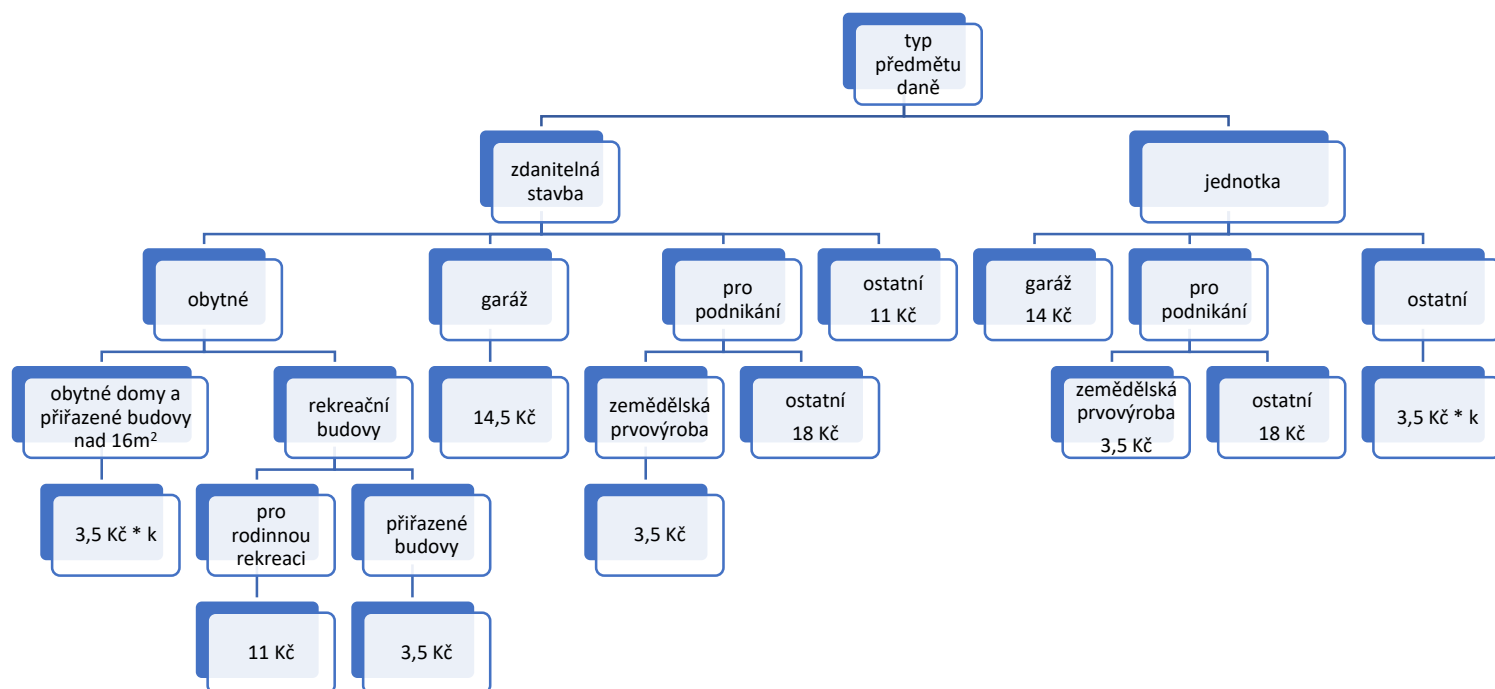 typ
předmětu
daně
zdanitelná
stavba
jednotka
obytné
garáž
pro
podnikání
ostatní
11 Kč
garáž
14 Kč
pro
podnikání
ostatní
obytné domy a
přiřazené budovy
nad 16m²
rekreační
budovy
14,5 Kč
zemědělská
prvovýroba
ostatní
18 Kč
zemědělská
prvovýroba
3,5 Kč
ostatní
18 Kč
3,5 Kč * k
3,5 Kč * k
pro
rodinnou
rekreaci
přiřazené
budovy
3,5 Kč
11 Kč
3,5 Kč